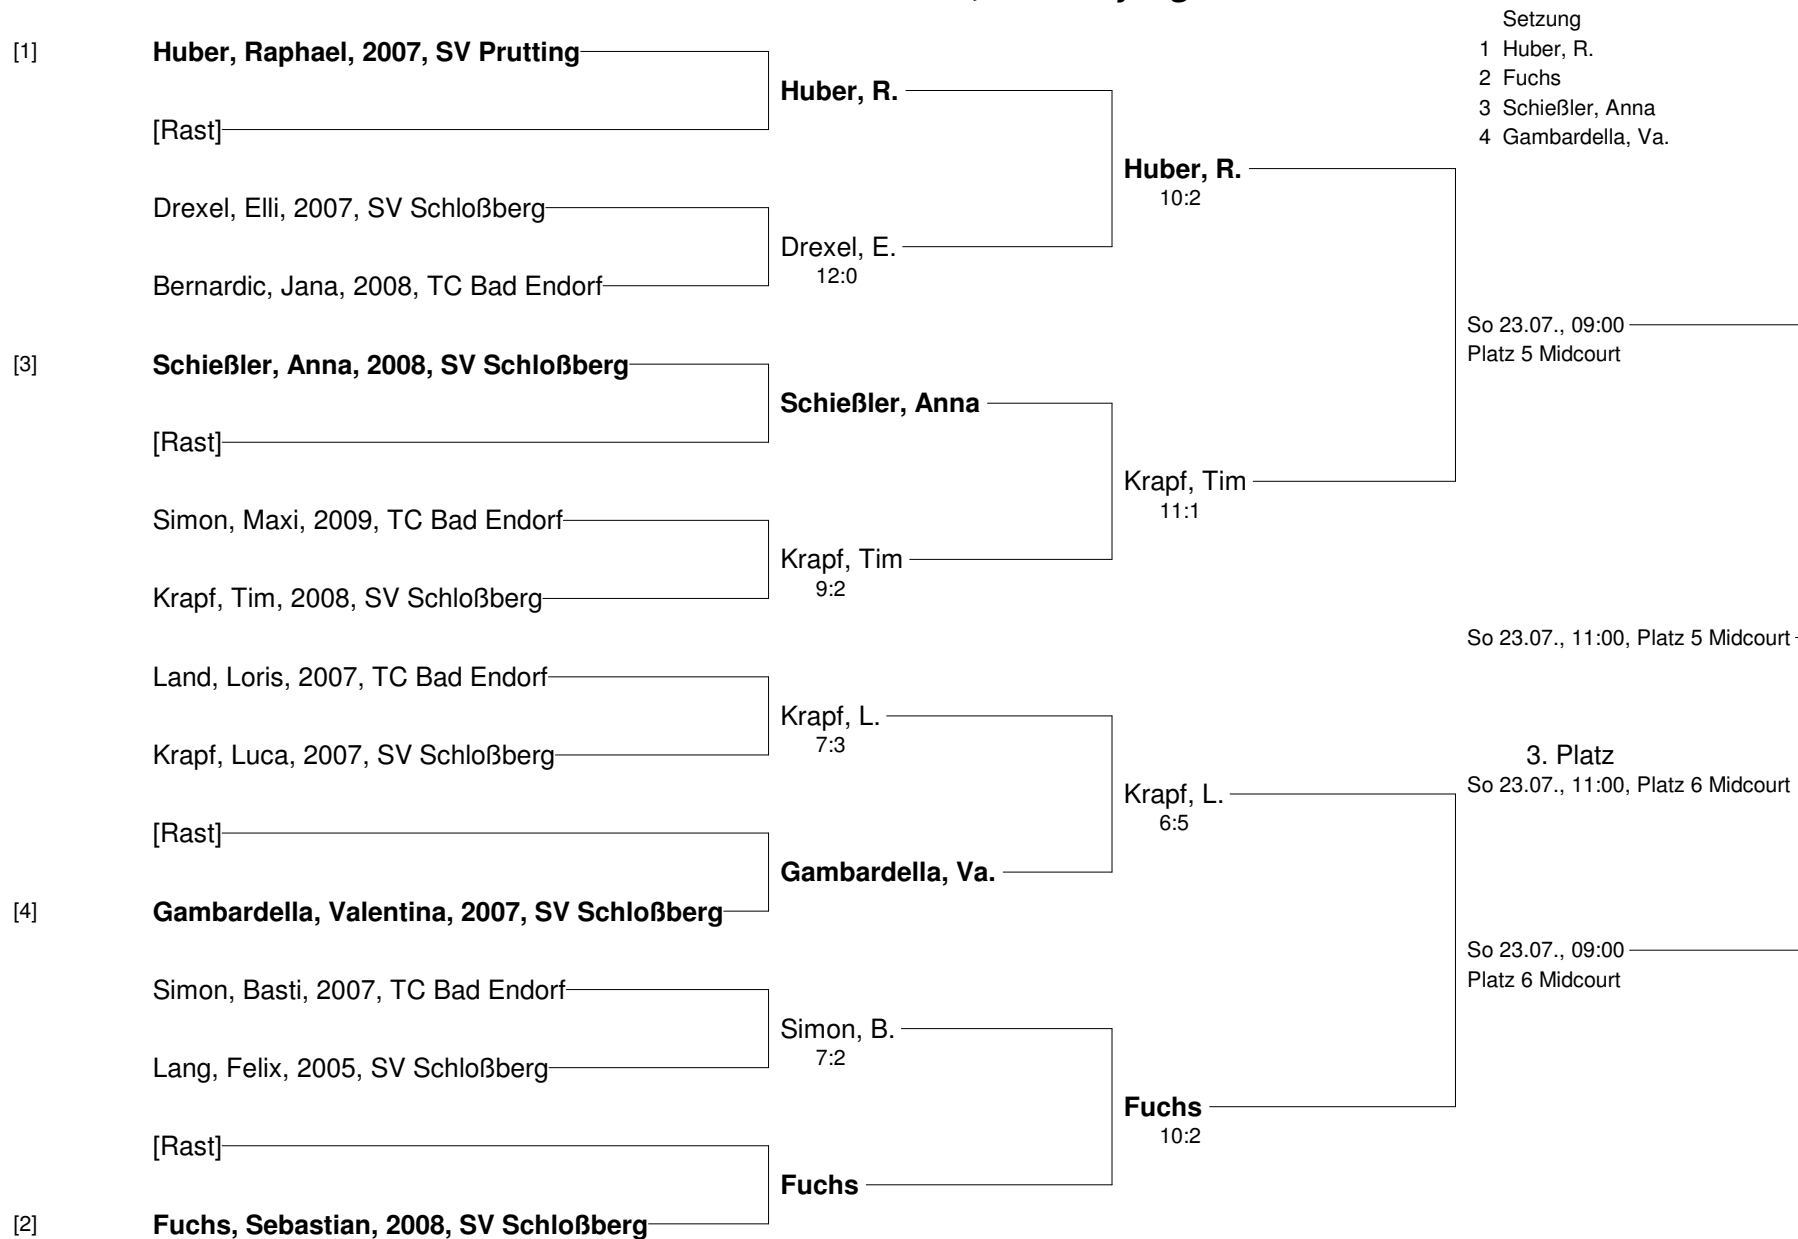 Setzung
1 Huber, R.
2 Fuchs
3 Schießler, Anna
4 Gambardella, Va.
[1] Huber, Raphael, 2007, SV Prutting
Huber, R.
[Rast]
Huber, R.
10:2
Drexel, Elli, 2007, SV Schloßberg
Drexel, E.
12:0
Bernardic, Jana, 2008, TC Bad Endorf
So 23.07., 09:00
Platz 5 Midcourt
[3] Schießler, Anna, 2008, SV Schloßberg
Schießler, Anna
[Rast]
Krapf, Tim
11:1
Simon, Maxi, 2009, TC Bad Endorf
Krapf, Tim
9:2
Krapf, Tim, 2008, SV Schloßberg
So 23.07., 11:00, Platz 5 Midcourt
Land, Loris, 2007, TC Bad Endorf
Krapf, L.
7:3
Krapf, Luca, 2007, SV Schloßberg
3. Platz
So 23.07., 11:00, Platz 6 Midcourt
Krapf, L.
6:5
[Rast]
Gambardella, Va.
[4] Gambardella, Valentina, 2007, SV Schloßberg
So 23.07., 09:00
Platz 6 Midcourt
Simon, Basti, 2007, TC Bad Endorf
Simon, B.
7:2
Lang, Felix, 2005, SV Schloßberg
Fuchs
10:2
[Rast]
Fuchs
[2] Fuchs, Sebastian, 2008, SV Schloßberg